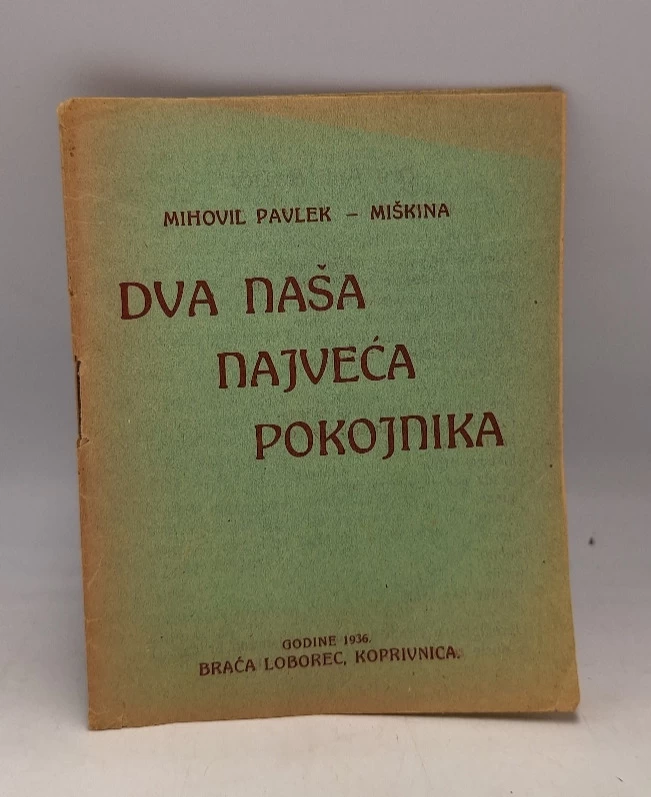 MIHOVIL PAVLEK – MIŠKINA
DVA NAŠA
NAJVEĆA
POKOJNIKA
GODINE 1936.
BRAĆA LOBOREC, KOPRIVNICA.